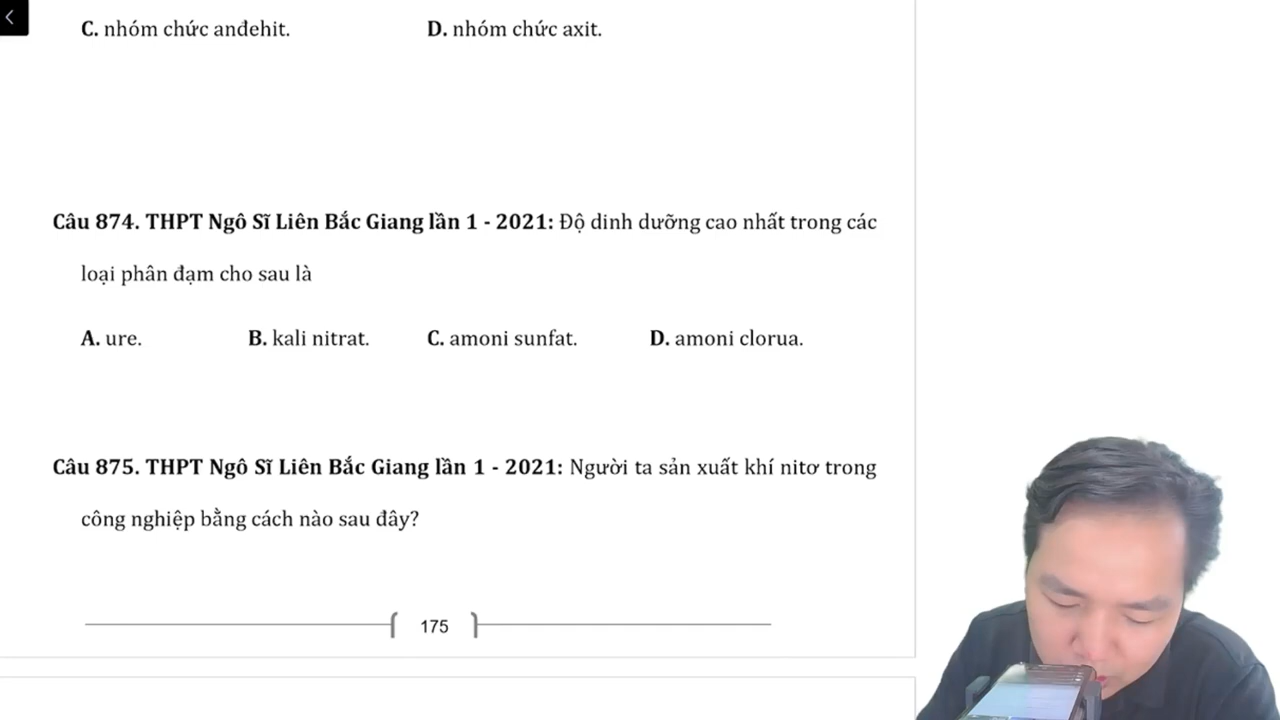 C. nhóm chức anđehit. D. nhóm chức axit.
Câu 874. THPT Ngô Sĩ Liên Bắc Giang lần 1 - 2021: Độ dinh dưỡng cao nhất trong các
loại phân đạm cho sau là
A. ure. B. kali nitrat. C. amoni sunfat. D. amoni clorua.
Câu 875. THPT Ngô Sĩ Liên Bắc Giang lần 1 - 2021: Người ta sản xuất khí nitơ trong
công nghiệp bằng cách nào sau đây?
175